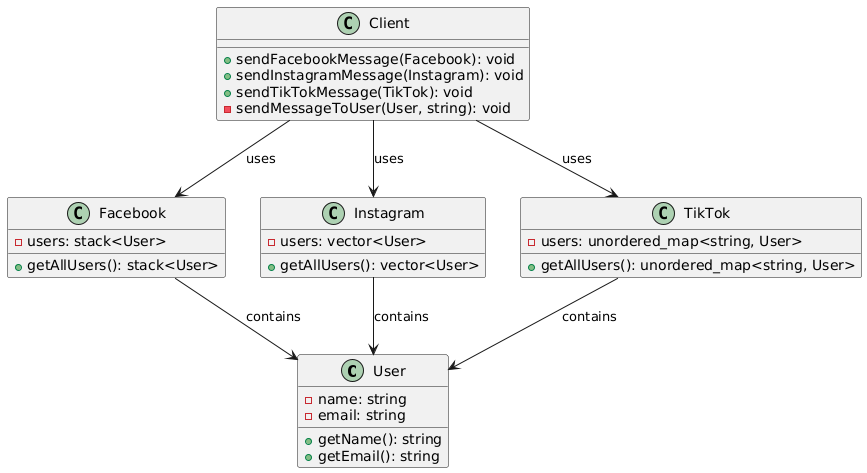 C Client
sendFacebookMessage(Facebook): void
sendInstagramMessage(Instagram): void
sendTikTokMessage(TikTok): void
sendMessageToUser(User, string): void
uses
uses
uses
C Facebook
users: stack<User>
getAllUsers(): stack<User>
C Instagram
users: vector<User>
getAllUsers(): vector<User>
C TikTok
users: unordered_map<string, User>
getAllUsers(): unordered_map<string, User>
contains
contains
contains
C User
name: string
email: string
getName(): string
getEmail(): string